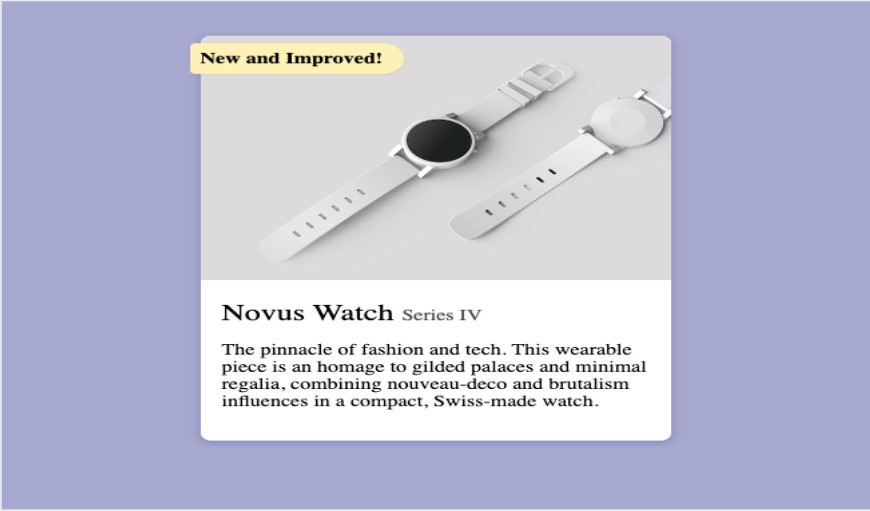 New and Improved!
Novus Watch Series IV
The pinnacle of fashion and tech. This wearable
piece is an homage to gilded palaces and minimal
regalia, combining nouveau-deco and brutalism
influences in a compact, Swiss-made watch.